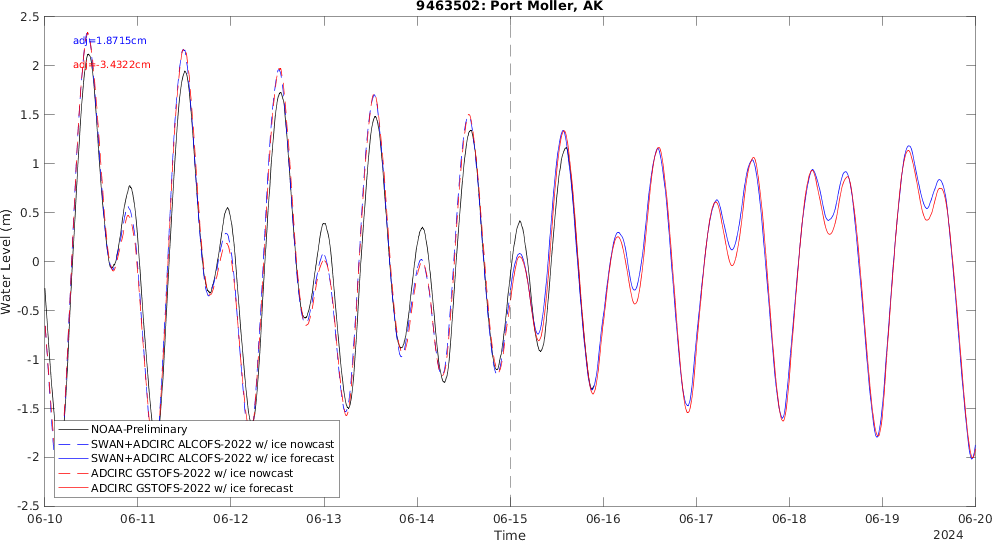 9463502: Port Moller, AK
adj=1.8715cm
adj=-3.4322cm
Water Level (m)
2.5
2
1.5
1
0.5
0
-0.5
-1
-1.5
-2
-2.5
NOAA-Preliminary
SWAN+ADCIRC ALCOFS-2022 w/ ice nowcast
SWAN+ADCIRC ALCOFS-2022 w/ ice forecast
ADCIRC GSTOFS-2022 w/ ice nowcast
ADCIRC GSTOFS-2022 w/ ice forecast
06-10 06-11 06-12 06-13 06-14 06-15 06-16 06-17 06-18 06-19 06-20
Time
2024